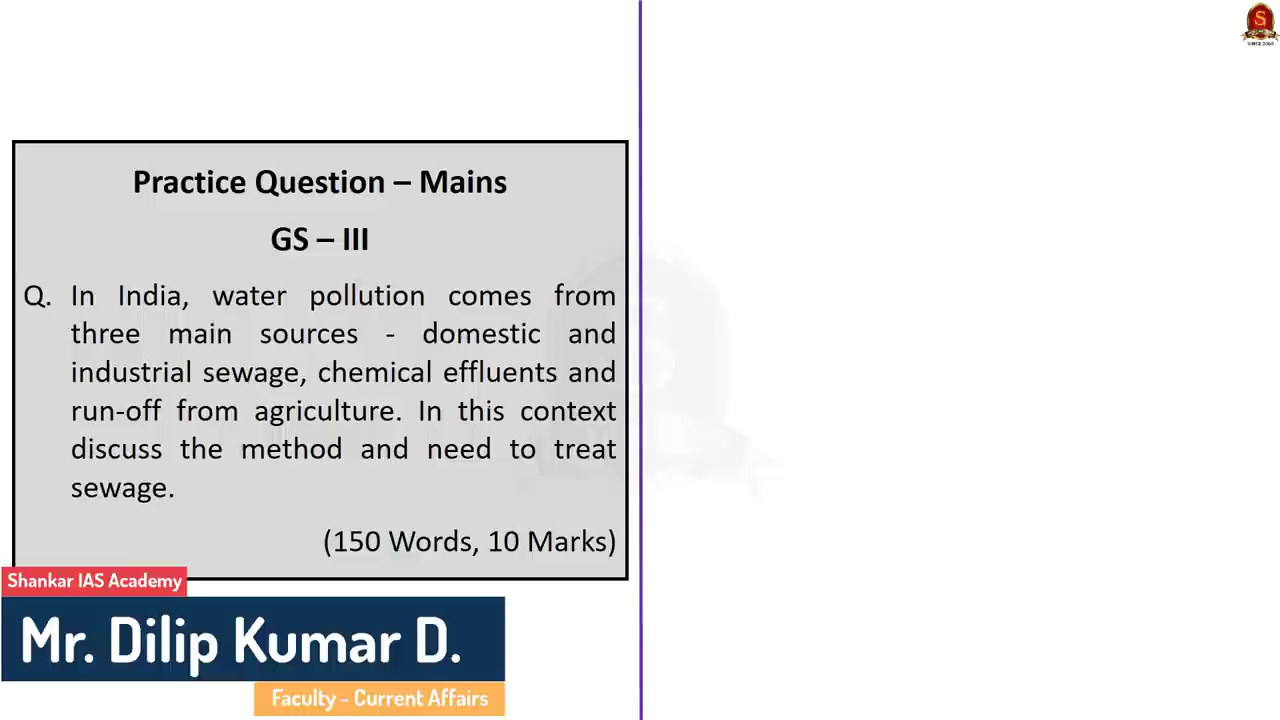 Practice Question – Mains
GS – III
Q. In India, water pollution comes from
three main sources - domestic and
industrial sewage, chemical effluents and
run-off from agriculture. In this context
discuss the method and need to treat
sewage.
(150 Words, 10 Marks)
Shankar IAS Academy
Mr. Dilip Kumar D.
Faculty - Current Affairs
S
SINCE 2004